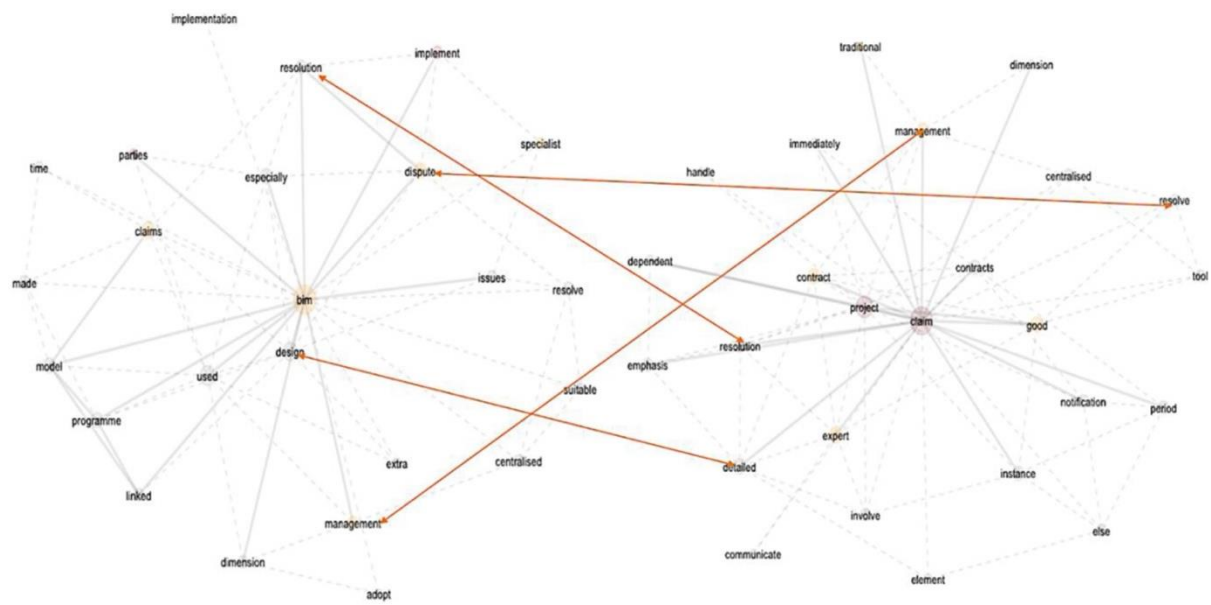 implementation
resolution
implement
parties
time
especially
dispute
specialist
claims
made
bim
issues
resolve
design
model
used
suitable
programme
extra
centralised
linked
management
dimension
adopt
traditional
dimension
management
immediately
handle
centralised
resolve
dependent
contract
contracts
tool
project
claim
good
resolution
emphasis
notification
period
expert
detailed
instance
involve
else
communicate
element